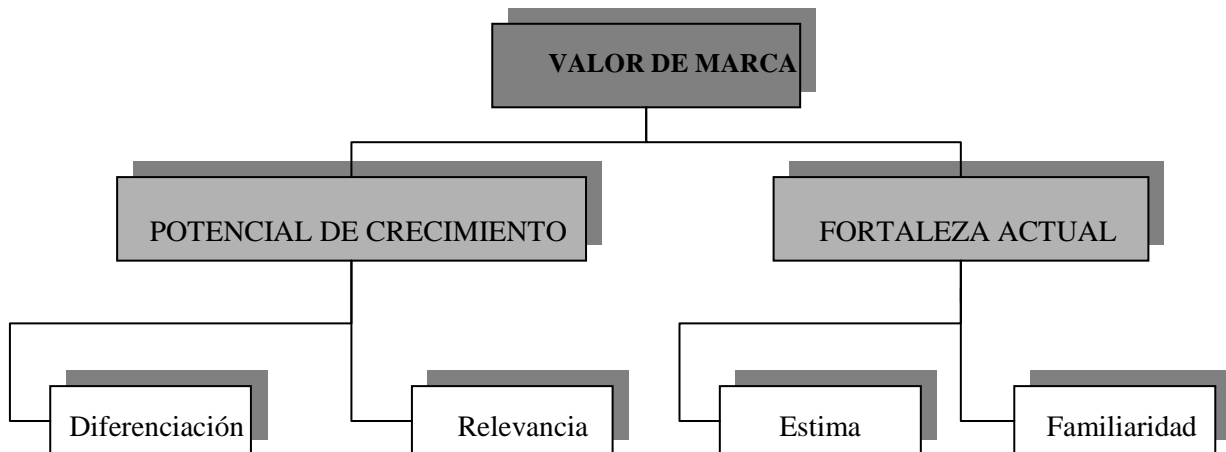 VALOR DE MARCA
POTENCIAL DE CRECIMIENTO
FORTALEZA ACTUAL
Diferenciación
Relevancia
Estima
Familiaridad